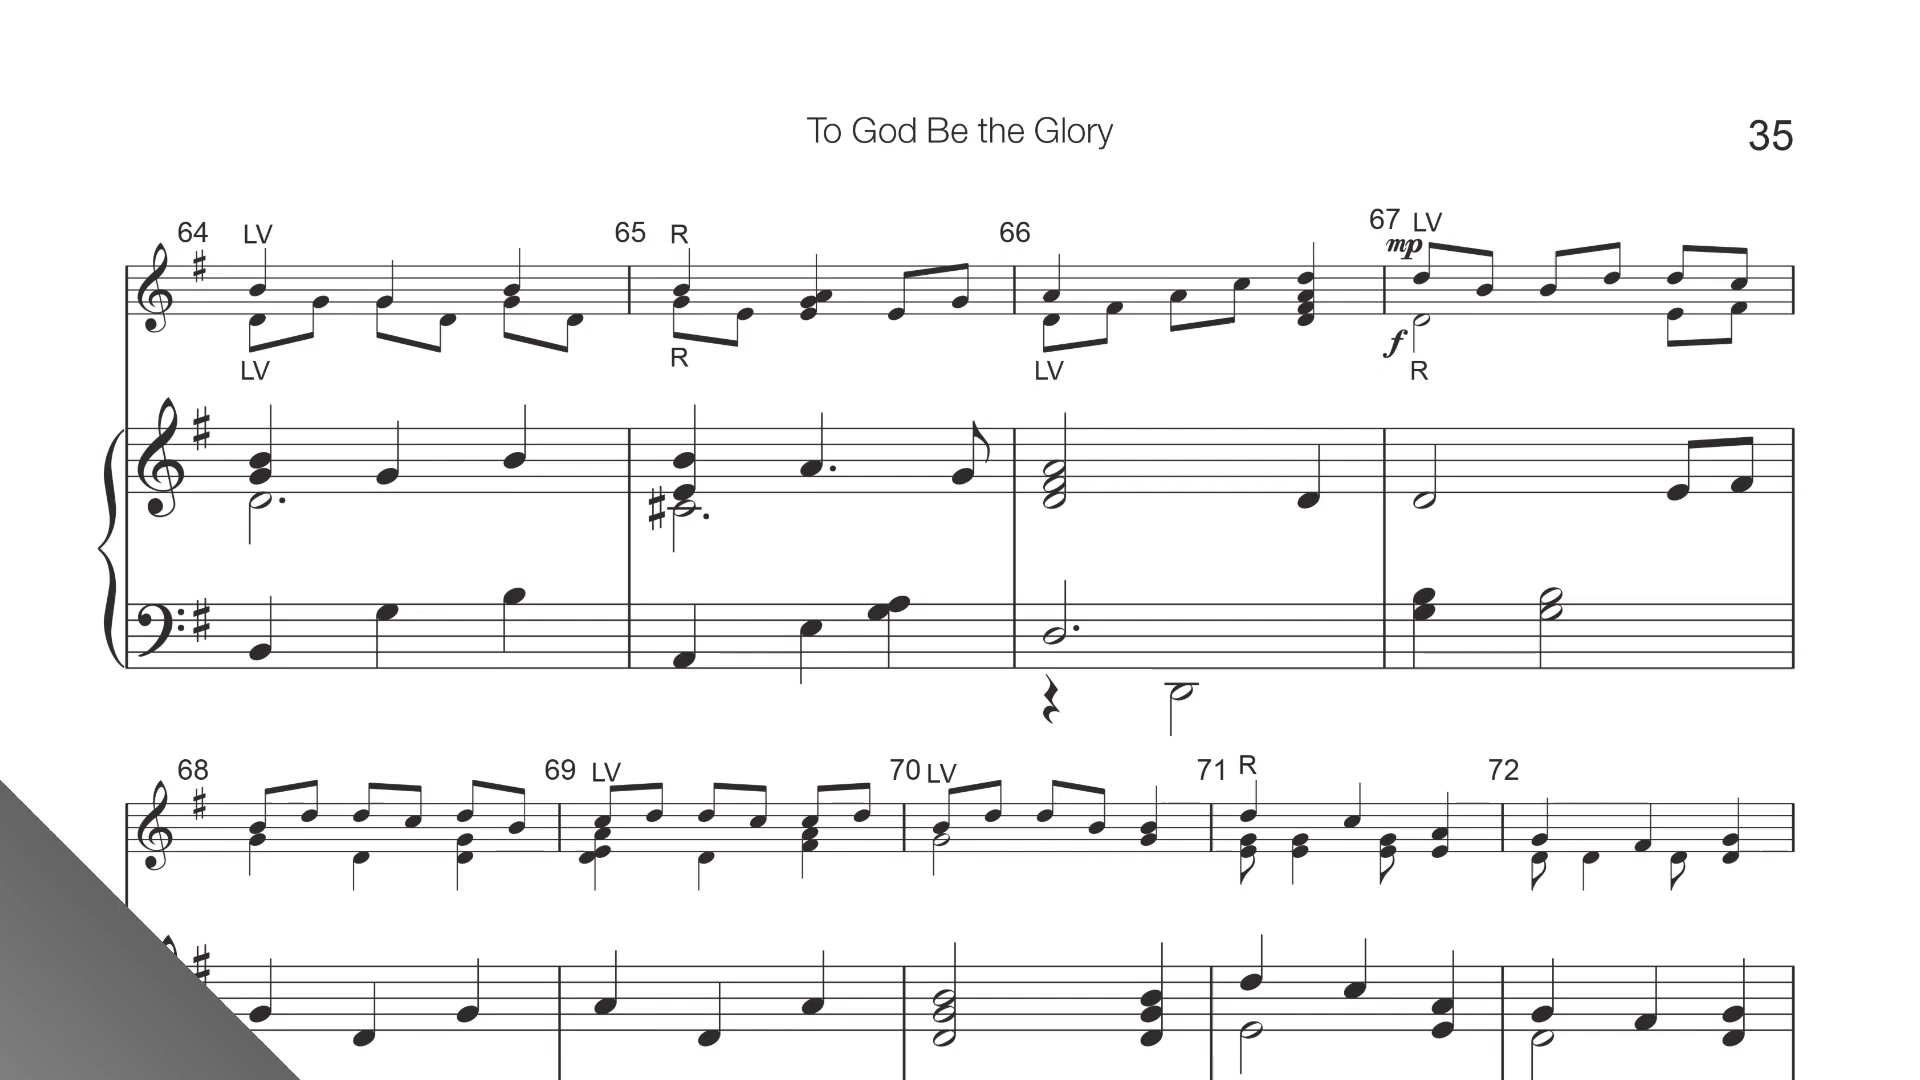 To God Be the Glory
35
64 LV 65 R 66 67 LV
mp
f
LV R LV R
68 69 LV 70 LV 71 R 72